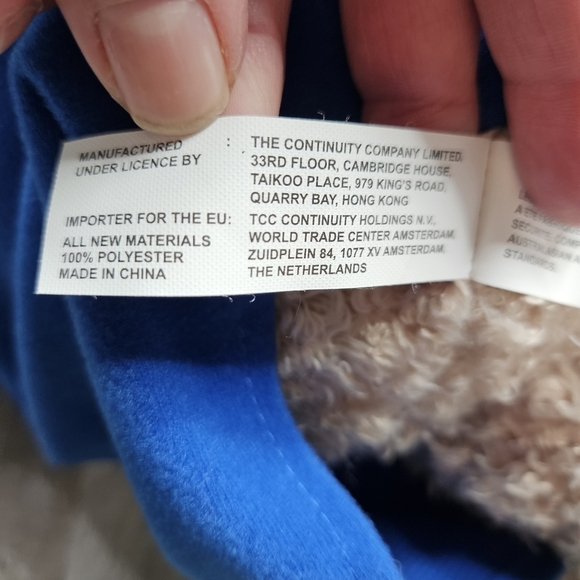 MANUFACTURED : THE CONTINUITY COMPANY LIMITED,
UNDER LICENCE BY 33RD FLOOR, CAMBRIDGE HOUSE,
TAIKOO PLACE, 979 KING'S ROAD,
QUARRY BAY, HONG KONG
IMPORTER FOR THE EU: TCC CONTINUITY HOLDINGS N.V.,
ALL NEW MATERIALS WORLD TRADE CENTER AMSTERDAM,
100% POLYESTER ZUIDPLEIN 84, 1077 XV AMSTERDAM,
MADE IN CHINA THE NETHERLANDS
AUSTRALIAN
STANDARDS.